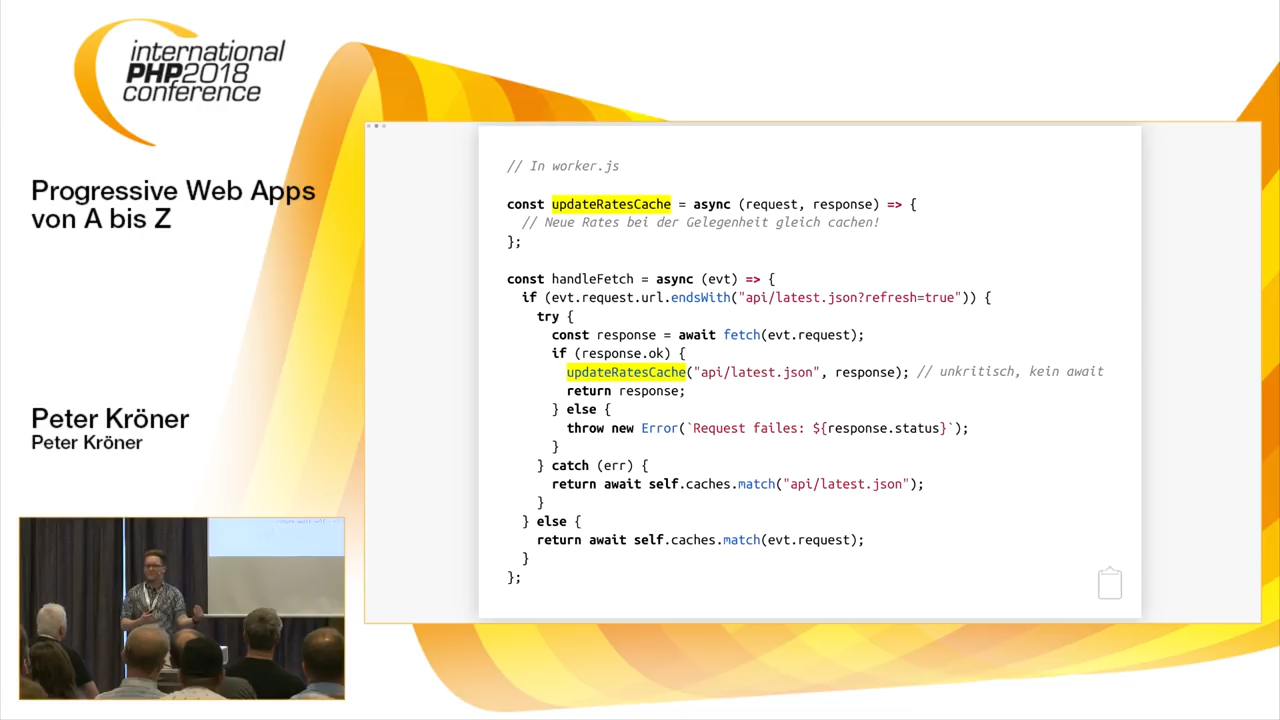 international
PHP2018
conference
Progressive Web Apps
von A bis Z
Peter Kröner
Peter Kröner
// In worker.js
const updateRatesCache = async (request, response) => {
// Neue Rates bei der Gelegenheit gleich cachen!
};
const handleFetch = async (evt) => {
if (evt.request.url.endsWith("api/latest.json?refresh=true")) {
try {
const response = await fetch(evt.request);
if (response.ok) {
updateRatesCache("api/latest.json", response); // unkritisch, kein await
return response;
} else {
throw new Error(`Request failes: ${response.status}`);
}
} catch (err) {
return await self.caches.match("api/latest.json");
}
} else {
return await self.caches.match(evt.request);
}
};